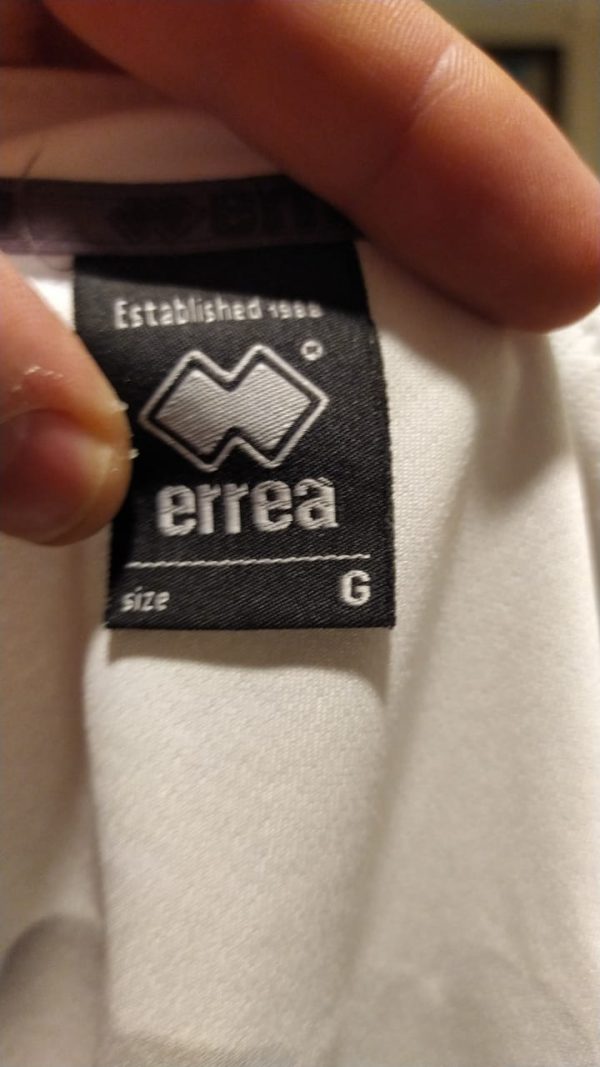 Established 1988
errea
size G